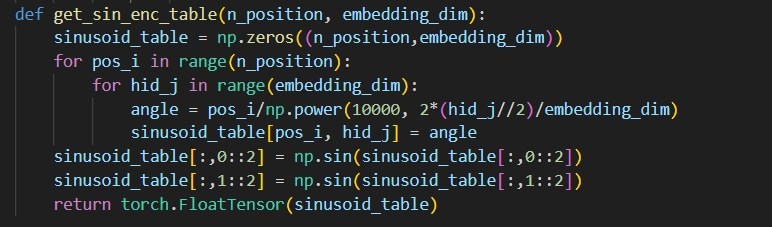 def get_sin_enc_table(n_position, embedding_dim):
    sinusoid_table = np.zeros((n_position,embedding_dim))
    for pos_i in range(n_position):
        for hid_j in range(embedding_dim):
            angle = pos_i/np.power(10000, 2*(hid_j//2)/embedding_dim)
            sinusoid_table[pos_i, hid_j] = angle
    sinusoid_table[:,0::2] = np.sin(sinusoid_table[:,0::2])
    sinusoid_table[:,1::2] = np.sin(sinusoid_table[:,1::2])
    return torch.FloatTensor(sinusoid_table)